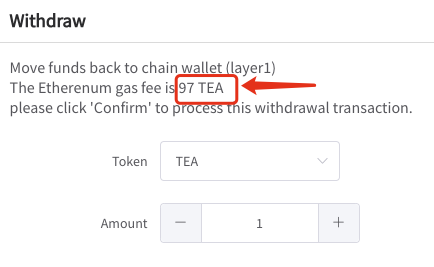 Withdraw
Move funds back to chain wallet (layer1)
The Etherenum gas fee is 97 TEA
please click 'Confirm' to process this withdrawal transaction.
Token TEA
Amount − 1 +